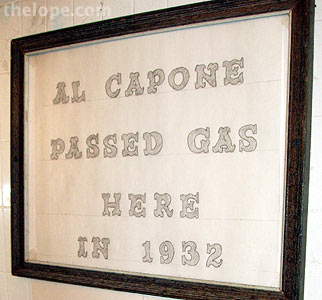 thelope.com
AL CAPONE
PASSED GAS
HERE
IN 1932